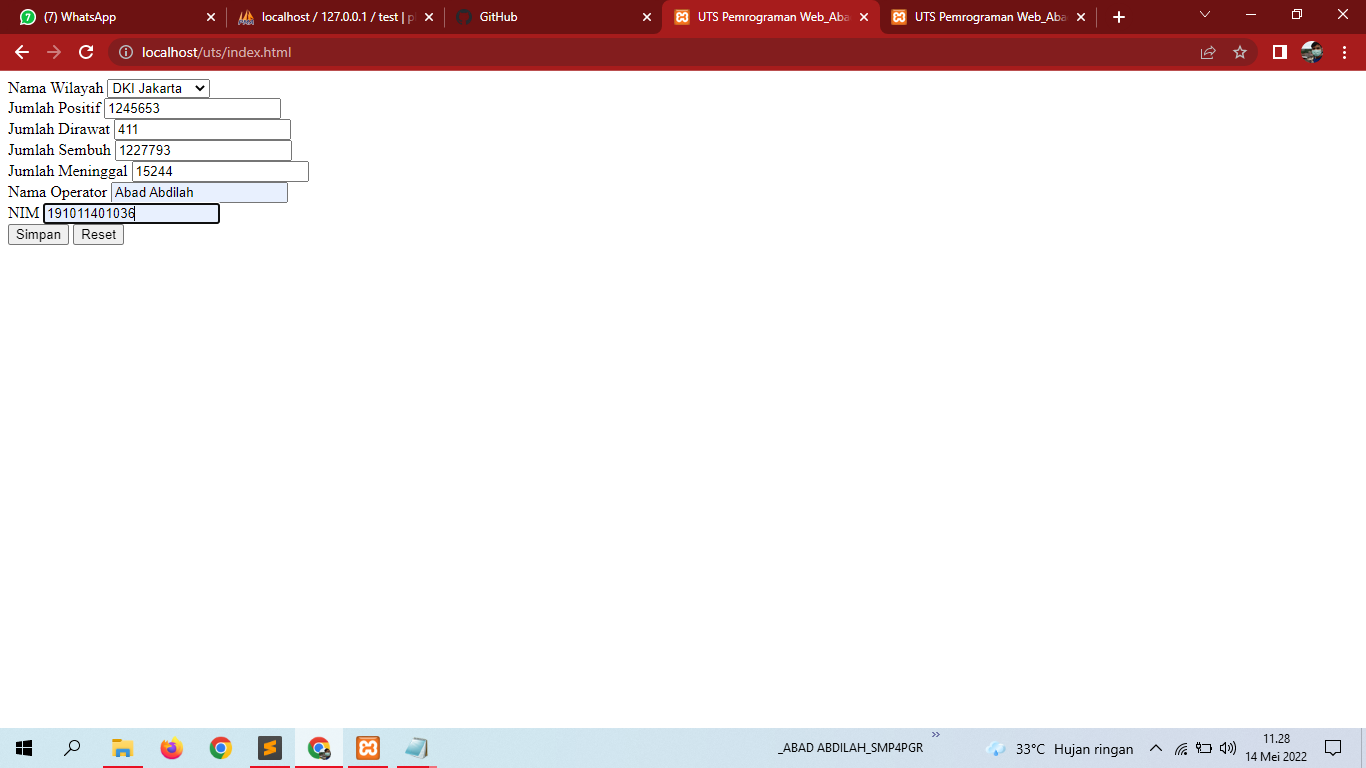 (7) WhatsApp
localhost / 127.0.0.1 / test | p
GitHub
UTS Pemrograman Web_Aba
UTS Pemrograman Web_Aba
localhost/uts/index.html
Nama Wilayah DKI Jakarta
Jumlah Positif 1245653
Jumlah Dirawat 411
Jumlah Sembuh 1227793
Jumlah Meninggal 15244
Nama Operator Abad Abdilah
NIM 191011401036
Simpan Reset
_ABAD ABDILAH_SMP4PGR
33°C Hujan ringan
11.28
14 Mei 2022